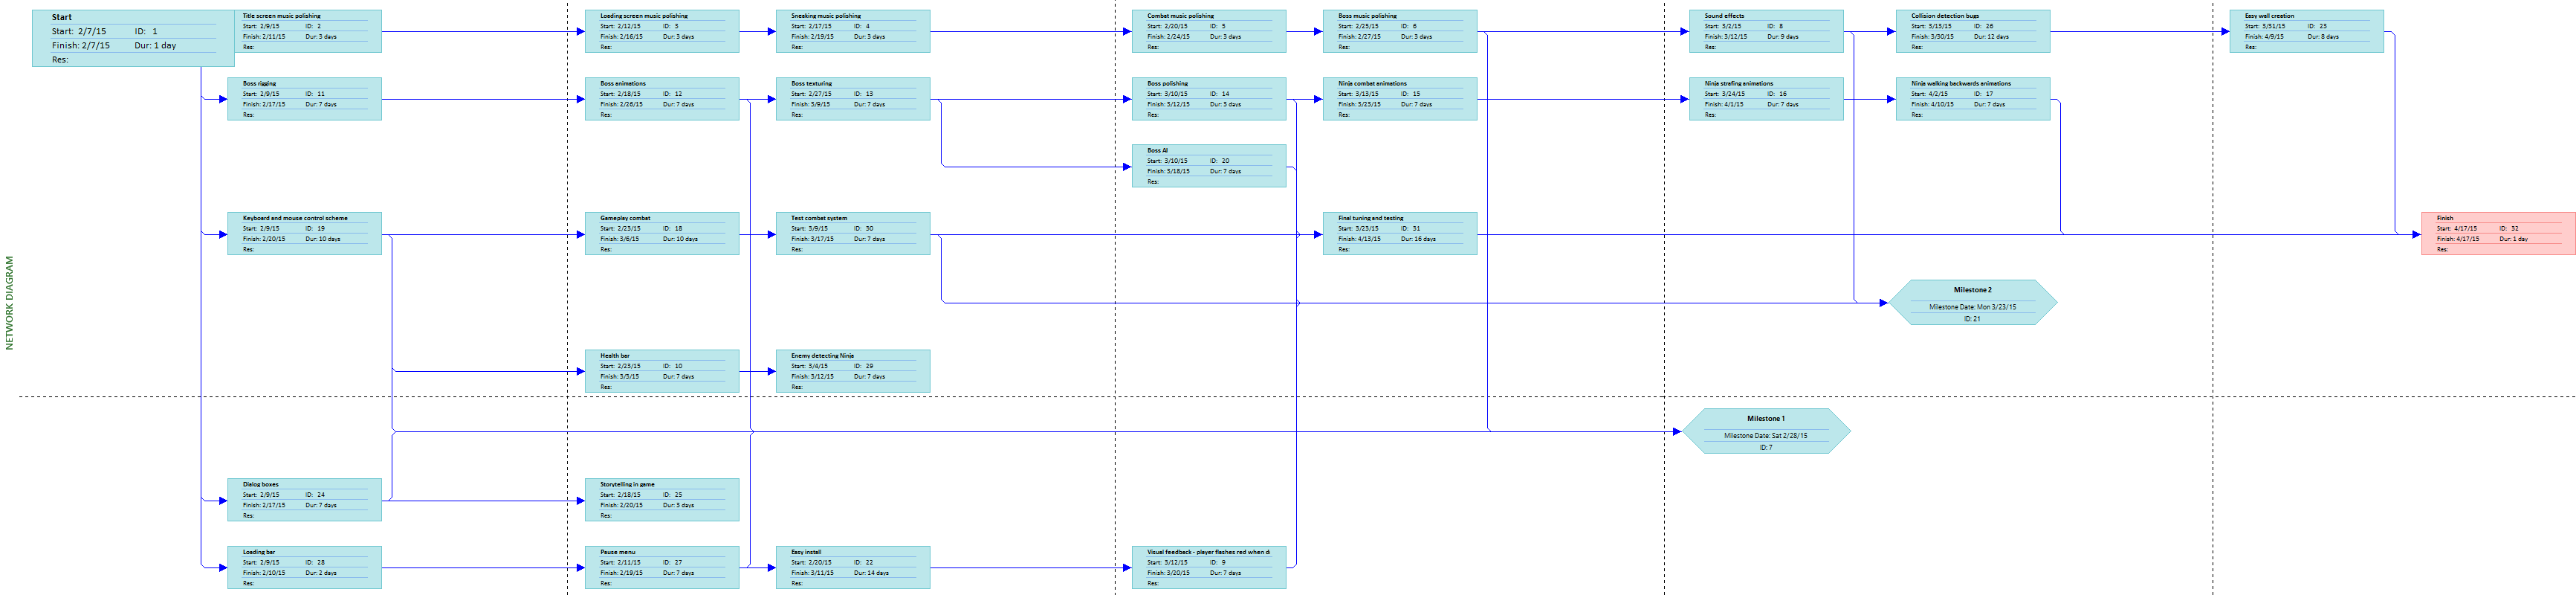 NETWORK DIAGRAM
Start
Start: 2/7/15 ID: 1
Finish: 2/7/15 Dur: 1 day
Res:
Title screen music polishing
Start: 2/9/15 ID: 2
Finish: 2/11/15 Dur: 3 days
Res:
Loading screen music polishing
Start: 2/12/15 ID: 3
Finish: 2/16/15 Dur: 3 days
Res:
Sneaking music polishing
Start: 2/17/15 ID: 4
Finish: 2/19/15 Dur: 3 days
Res:
Combat music polishing
Start: 2/20/15 ID: 5
Finish: 2/24/15 Dur: 3 days
Res:
Boss music polishing
Start: 2/25/15 ID: 6
Finish: 2/27/15 Dur: 3 days
Res:
Sound effects
Start: 3/2/15 ID: 8
Finish: 3/12/15 Dur: 9 days
Res:
Collision detection bugs
Start: 3/13/15 ID: 26
Finish: 3/30/15 Dur: 12 days
Res:
Easy wall creation
Start: 3/31/15 ID: 23
Finish: 4/9/15 Dur: 8 days
Res:
Boss rigging
Start: 2/9/15 ID: 11
Finish: 2/17/15 Dur: 7 days
Res:
Boss animations
Start: 2/18/15 ID: 12
Finish: 2/26/15 Dur: 7 days
Res:
Boss texturing
Start: 2/27/15 ID: 13
Finish: 3/9/15 Dur: 7 days
Res:
Boss polishing
Start: 3/10/15 ID: 14
Finish: 3/12/15 Dur: 3 days
Res:
Ninja combat animations
Start: 3/13/15 ID: 15
Finish: 3/23/15 Dur: 7 days
Res:
Ninja strafing animations
Start: 3/24/15 ID: 16
Finish: 4/1/15 Dur: 7 days
Res:
Ninja walking backwards animations
Start: 4/2/15 ID: 17
Finish: 4/10/15 Dur: 7 days
Res:
Boss AI
Start: 3/10/15 ID: 20
Finish: 3/18/15 Dur: 7 days
Res:
Keyboard and mouse control scheme
Start: 2/9/15 ID: 19
Finish: 2/20/15 Dur: 10 days
Res:
Gameplay combat
Start: 2/23/15 ID: 18
Finish: 3/6/15 Dur: 10 days
Res:
Test combat system
Start: 3/9/15 ID: 30
Finish: 3/17/15 Dur: 7 days
Res:
Final tuning and testing
Start: 3/23/15 ID: 31
Finish: 4/13/15 Dur: 16 days
Res:
Finish
Start: 4/17/15 ID: 32
Finish: 4/17/15 Dur: 1 day
Res:
Milestone 2
Milestone Date: Mon 3/23/15
ID: 21
Health bar
Start: 2/23/15 ID: 10
Finish: 3/3/15 Dur: 7 days
Res:
Enemy detecting Ninja
Start: 3/4/15 ID: 29
Finish: 3/12/15 Dur: 7 days
Res:
Milestone 1
Milestone Date: Sat 2/28/15
ID: 7
Dialog boxes
Start: 2/9/15 ID: 24
Finish: 2/17/15 Dur: 7 days
Res:
Storytelling in game
Start: 2/18/15 ID: 25
Finish: 2/20/15 Dur: 3 days
Res:
Loading bar
Start: 2/9/15 ID: 28
Finish: 2/10/15 Dur: 2 days
Res:
Pause menu
Start: 2/11/15 ID: 27
Finish: 2/19/15 Dur: 7 days
Res:
Easy install
Start: 2/20/15 ID: 22
Finish: 3/11/15 Dur: 14 days
Res:
Visual feedback - player flashes red when d
Start: 3/12/15 ID: 9
Finish: 3/20/15 Dur: 7 days
Res: